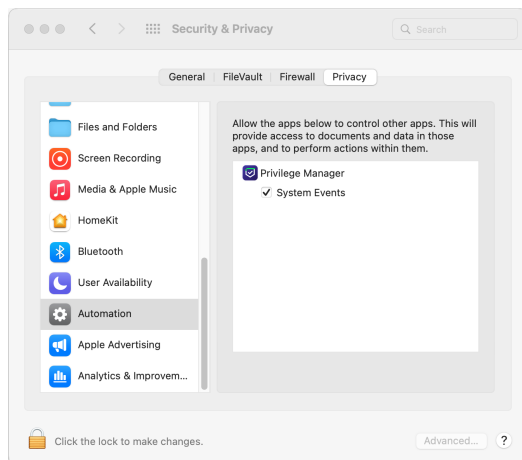 Security & Privacy
Search
General
FileVault
Firewall
Privacy
Files and Folders
Screen Recording
Media & Apple Music
HomeKit
Bluetooth
User Availability
Automation
Apple Advertising
Analytics & Improvem...
Allow the apps below to control other apps. This will
provide access to documents and data in those
apps, and to perform actions within them.
Privilege Manager
System Events
Click the lock to make changes.
Advanced...
?